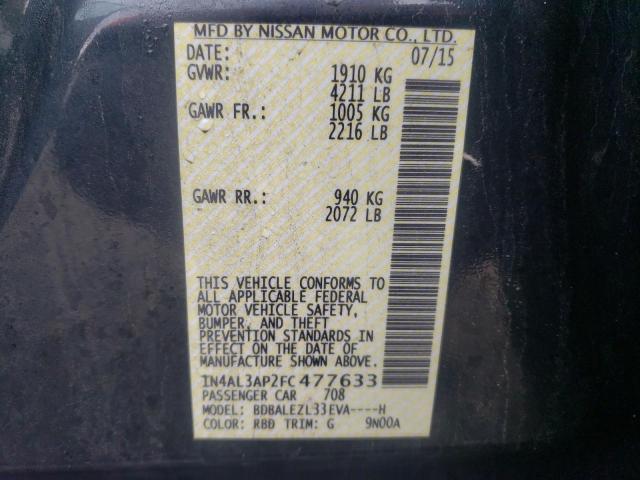 MFD BY NISSAN MOTOR CO., LTD.
DATE: 07/15
GVWR: 1910 KG
4211 LB
GAWR FR.: 1005 KG
2216 LB
GAWR RR.: 940 KG
2072 LB
THIS VEHICLE CONFORMS TO
ALL APPLICABLE FEDERAL
MOTOR VEHICLE SAFETY,
BUMPER, AND THEFT
PREVENTION STANDARDS IN
EFFECT ON THE DATE OF
MANUFACTURE SHOWN ABOVE.
1N4AL3AP2FC477633
PASSENGER CAR 708
MODEL: BDBALEZL33EVA----H
COLOR: RBD TRIM: G 9N00A